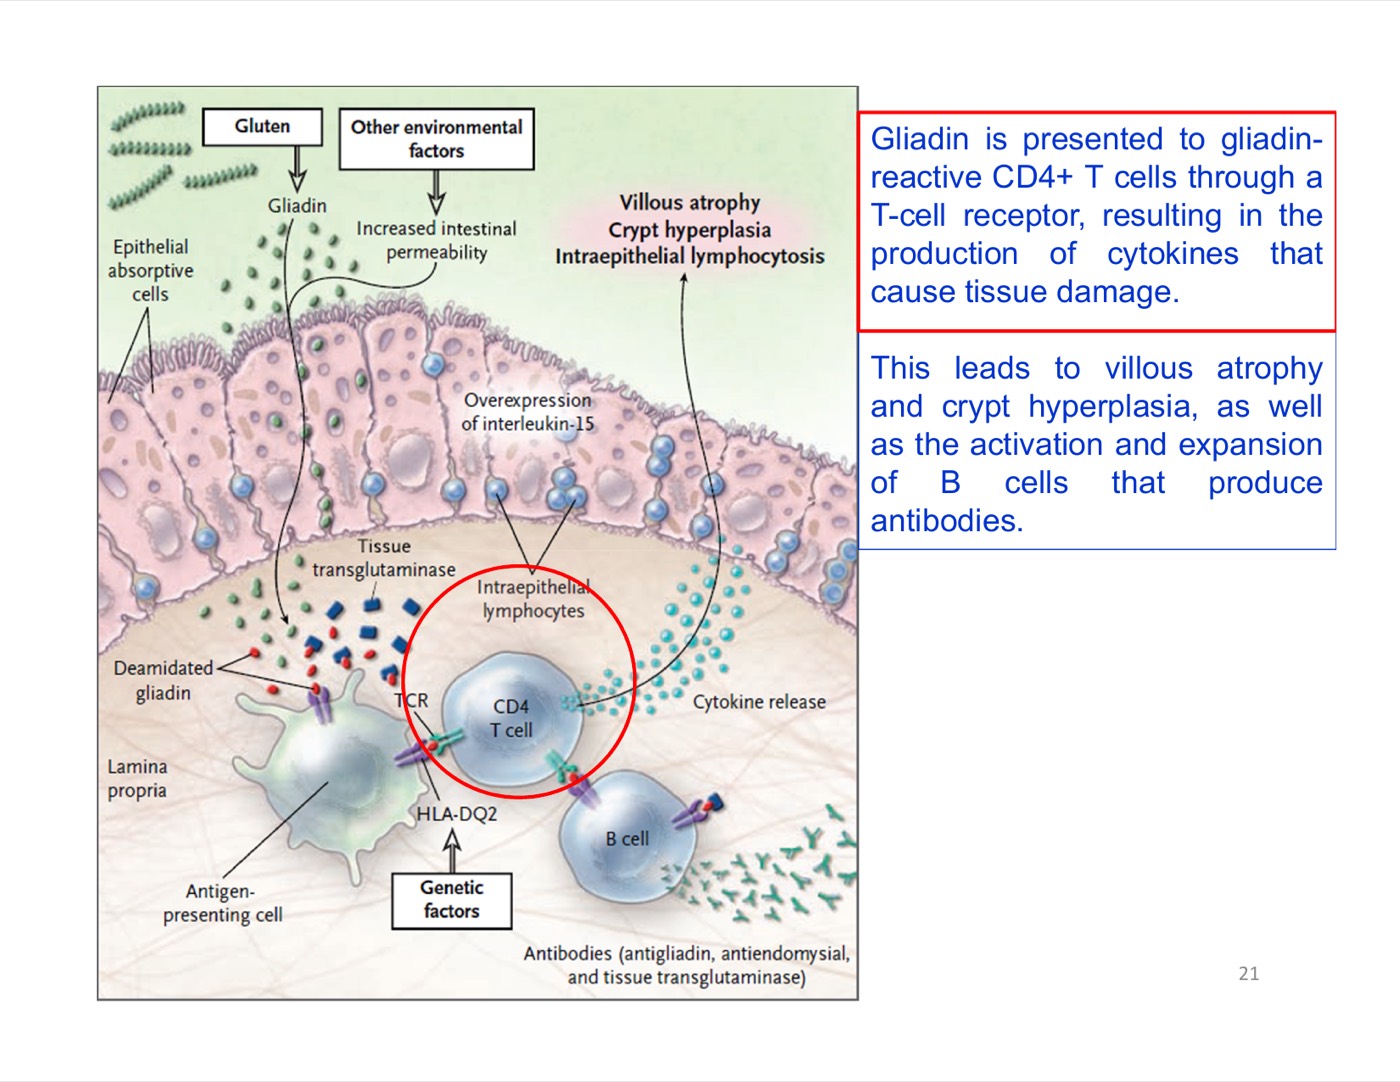 Gluten
Other environmental
factors
Gliadin
Increased intestinal
permeability
Villous atrophy
Crypt hyperplasia
Intraepithelial lymphocytosis
Epithelial
absorptive
cells
Overexpression
of interleukin-15
Tissue
transglutaminase
Intraepithelial
lymphocytes
Deamidated
gliadin
TCR
CD4
T cell
Cytokine release
Lamina
propria
HLA-DQ2
B cell
Antigen-
presenting cell
Genetic
factors
Antibodies (antigliadin, antiendomysial,
and tissue transglutaminase)
Gliadin is presented to gliadin-
reactive CD4+ T cells through a
T-cell receptor, resulting in the
production of cytokines that
cause tissue damage.
This leads to villous atrophy
and crypt hyperplasia, as well
as the activation and expansion
of B cells that produce
antibodies.
21